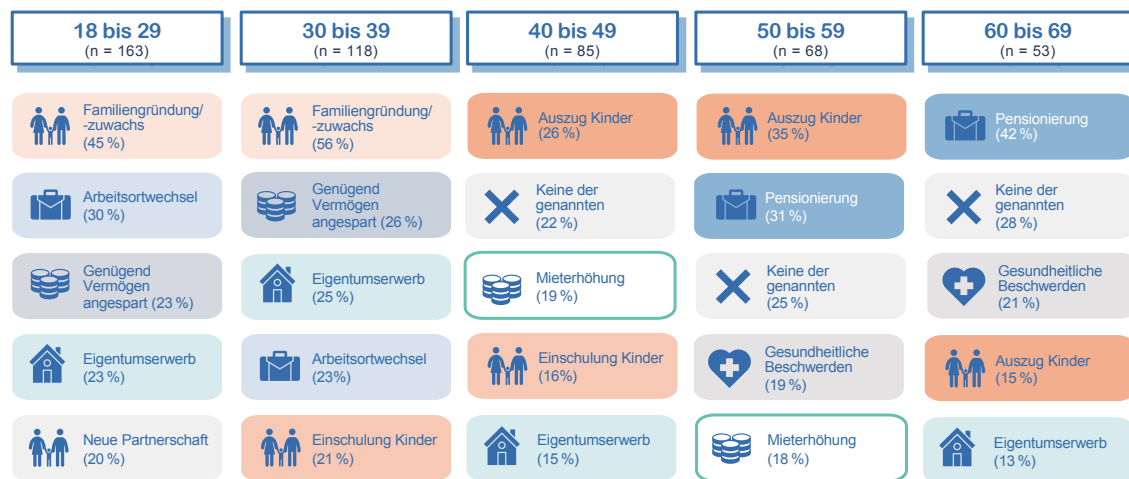 18 bis 29
(n = 163)
30 bis 39
(n = 118)
40 bis 49
(n = 85)
50 bis 59
(n = 68)
60 bis 69
(n = 53)
Familiengründung/
-zuwachs
(45 %)
Familiengründung/
-zuwachs
(56 %)
Auszug Kinder
(26 %)
Auszug Kinder
(35 %)
Pensionierung
(42 %)
Arbeitsortwechsel
(30 %)
Genügend
Vermögen
angespart (26 %)
Keine der
genannten
(22 %)
Pensionierung
(31 %)
Keine der
genannten
(28 %)
Genügend
Vermögen
angespart (23 %)
Eigentumserwerb
(25 %)
Mieterhöhung
(19 %)
Keine der
genannten
(25 %)
Gesundheitliche
Beschwerden
(21 %)
Eigentumserwerb
(23 %)
Arbeitsortwechsel
(23%)
Einschulung Kinder
(16%)
Gesundheitliche
Beschwerden
(19 %)
Auszug Kinder
(15 %)
Neue Partnerschaft
(20 %)
Einschulung Kinder
(21 %)
Eigentumserwerb
(15 %)
Mieterhöhung
(18 %)
Eigentumserwerb
(13 %)